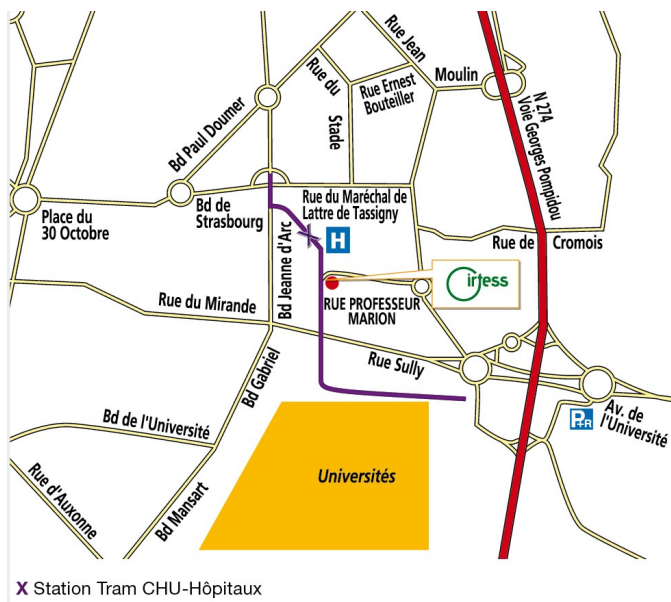 Rue Jean
Moulin
Rue du
Stade
Rue Ernest
Bouteiller
N 274
Voie Georges Pompidou
Bd Paul Doumer
Place du
30 Octobre
Bd de
Strasbourg
Rue du Maréchal de
Lattre de Tassigny
H
Bd Jeanne d'Arc
Rue de
Cromois
irtess
Rue du Mirande
RUE PROFESSEUR
MARION
Rue Sully
Bd Gabriel
Av. de
l'Université
P+R
Bd de l'Université
Universités
Rue d'Auxonne
Bd Mansart
X Station Tram CHU-Hôpitaux